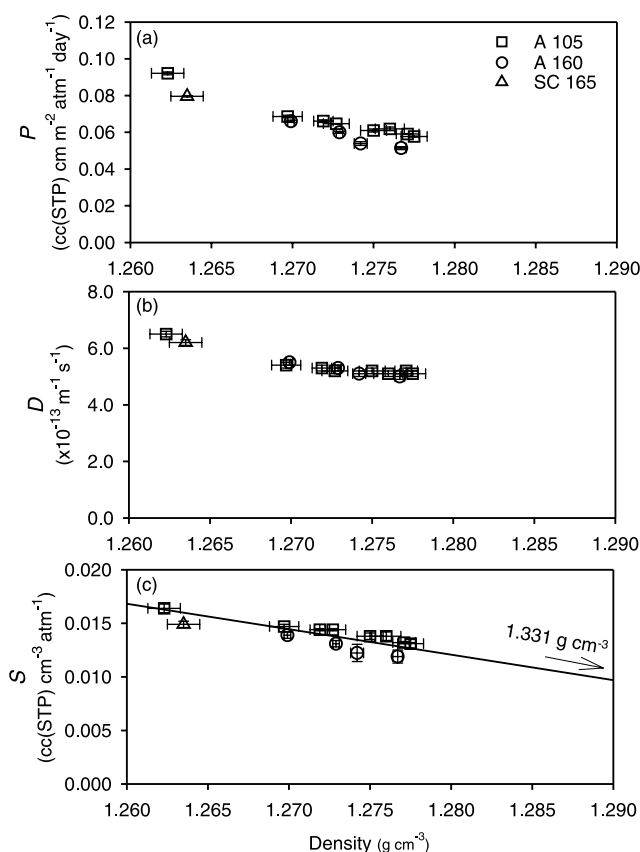 (a)
□ A 105
○ A 160
△ SC 165
0.12
0.10
0.08
0.06
0.04
0.02
0.00
P
(cc(STP) cm m⁻² atm⁻¹ day⁻¹)
1.260 1.265 1.270 1.275 1.280 1.285 1.290
(b)
8.0
6.0
4.0
2.0
0.0
D
(x10⁻¹³ m⁻¹ s⁻¹)
1.260 1.265 1.270 1.275 1.280 1.285 1.290
(c)
0.020
0.015
0.010
0.005
0.000
S
(cc(STP) cm⁻³ atm⁻¹)
1.331 g cm⁻³
1.260 1.265 1.270 1.275 1.280 1.285 1.290
Density (g cm⁻³)